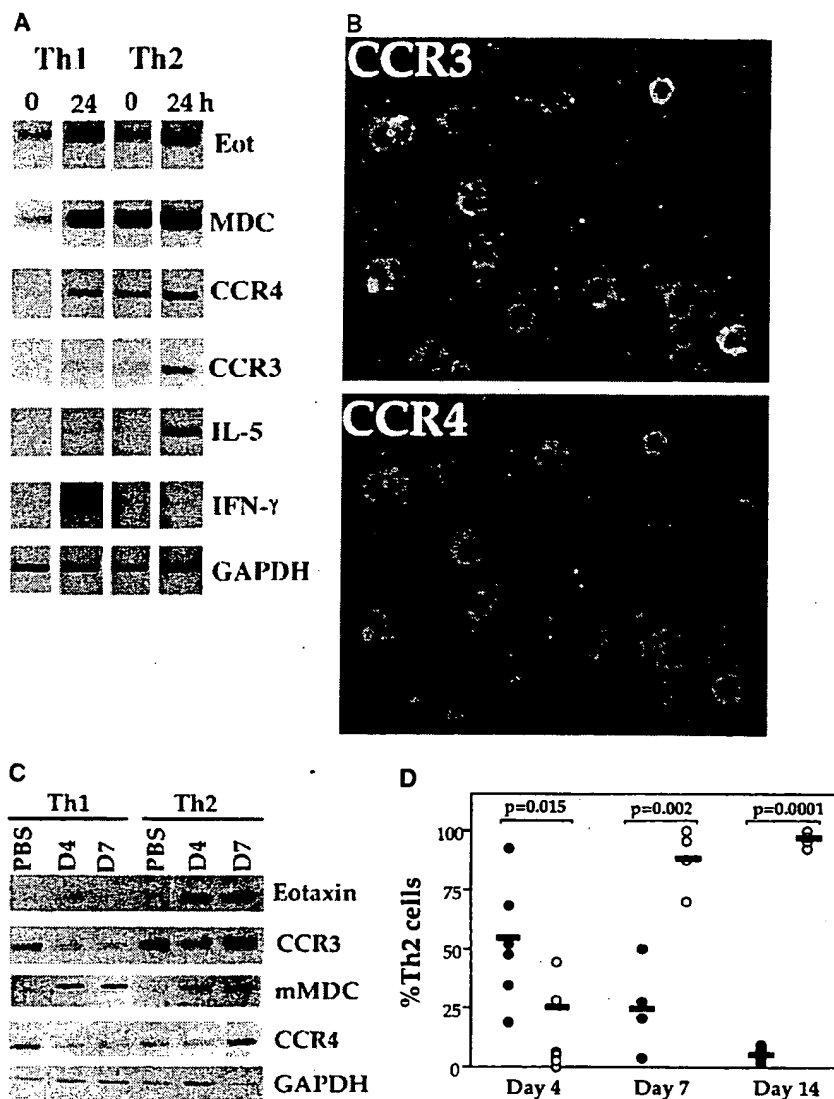 A
Th1 Th2
0 24 0 24 h
Eot
MDC
CCR4
CCR3
IL-5
IFN-γ
GAPDH
B
CCR3
CCR4
C
Th1 Th2
PBS D4 D7 PBS D4 D7
Eotaxin
CCR3
mMDC
CCR4
GAPDH
D
p=0.015 p=0.002 p=0.0001
%Th2 cells
100
75
50
25
0
Day 4 Day 7 Day 14